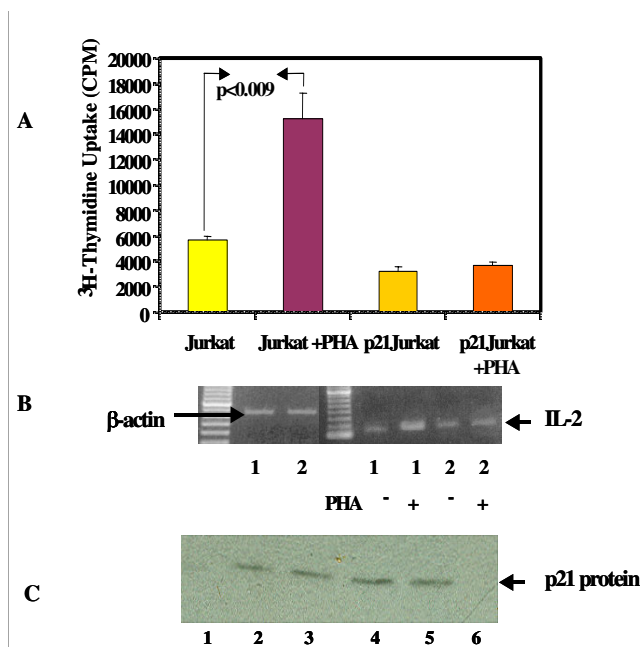 A
³H-Thymidine Uptake (CPM)
20000
18000
16000
14000
12000
10000
8000
6000
4000
2000
0
p<0.009
Jurkat Jurkat +PHA p21Jurkat p21Jurkat
+PHA
B
β-actin
IL-2
1 2 1 1 2 2
PHA - + - +
C
p21 protein
1 2 3 4 5 6